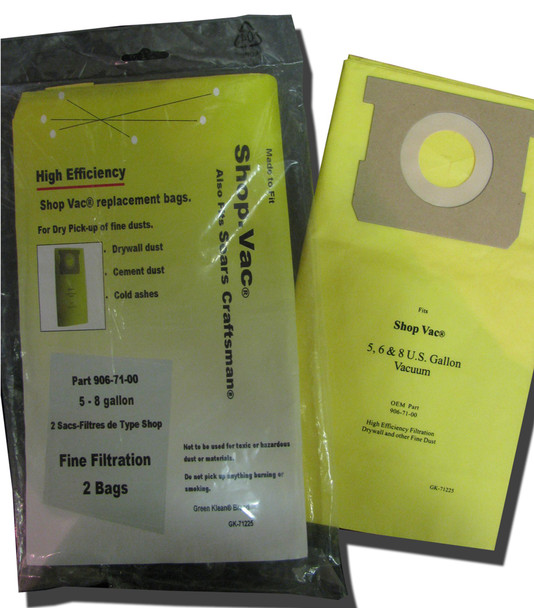 High Efficiency
Shop Vac® replacement bags.
For Dry Pick-up of fine dusts.
. Drywall dust
. Cement dust
. Cold ashes
Made to Fit
Shop-Vac®
Also Fits Sears Craftsman®
Part 906-71-00
5 - 8 gallon
2 Sacs-Filtres de Type Shop
Fine Filtration
2 Bags
Not to be used for toxic or hazardous
dust or materials.
Do not pick up anything burning or
smoking.
Green Klean® Brand
GK-71225
Fits
Shop Vac®
5, 6 & 8 U.S. Gallon
Vacuum
OEM Part
906-71-00
High Efficiency Filtration
Drywall and other Fine Dust
GK-71225